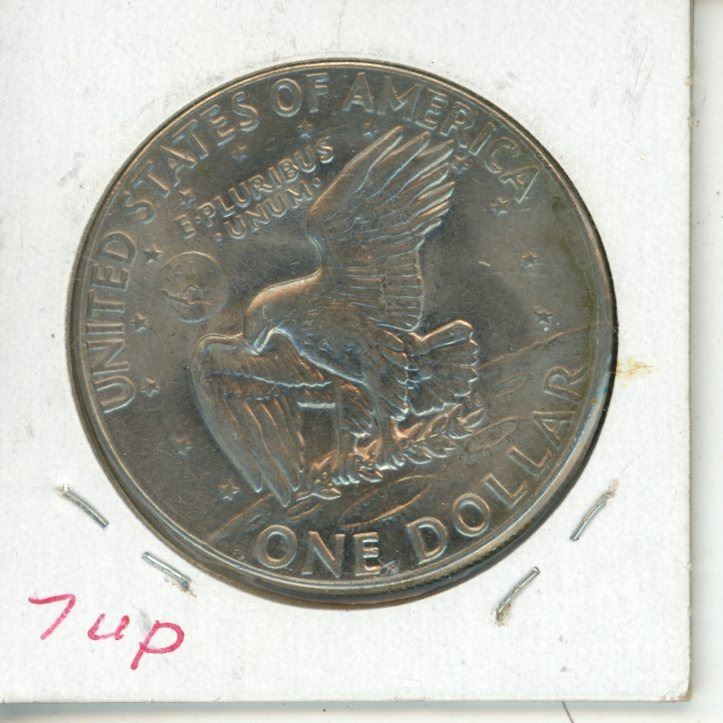 UNITED STATES OF AMERICA
E·PLURIBUS
·UNUM·
ONE DOLLAR
7up